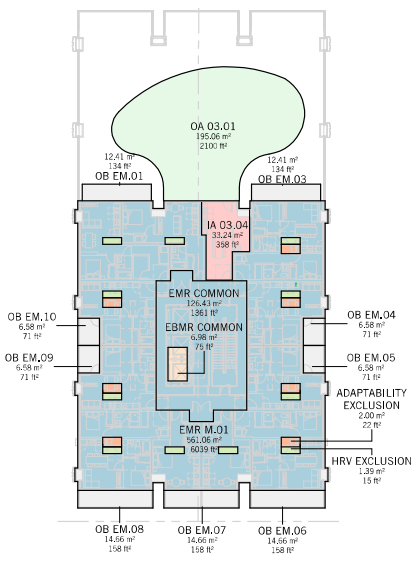 OA 03.01
195.06 m²
2100 ft²
12.41 m²
134 ft²
OB EM.01
12.41 m²
134 ft²
OB EM.03
IA 03.04
33.24 m²
358 ft²
EMR COMMON
126.43 m²
1361 ft²
EBMR COMMON
6.98 m²
75 ft²
OB EM.10
6.58 m²
71 ft²
OB EM.04
6.58 m²
71 ft²
OB EM.09
6.58 m²
71 ft²
OB EM.05
6.58 m²
71 ft²
ADAPTABILITY
EXCLUSION
2.00 m²
22 ft²
EMR M.01
561.06 m²
6039 ft²
HRV EXCLUSION
1.39 m²
15 ft²
OB EM.08
14.66 m²
158 ft²
OB EM.07
14.66 m²
158 ft²
OB EM.06
14.66 m²
158 ft²